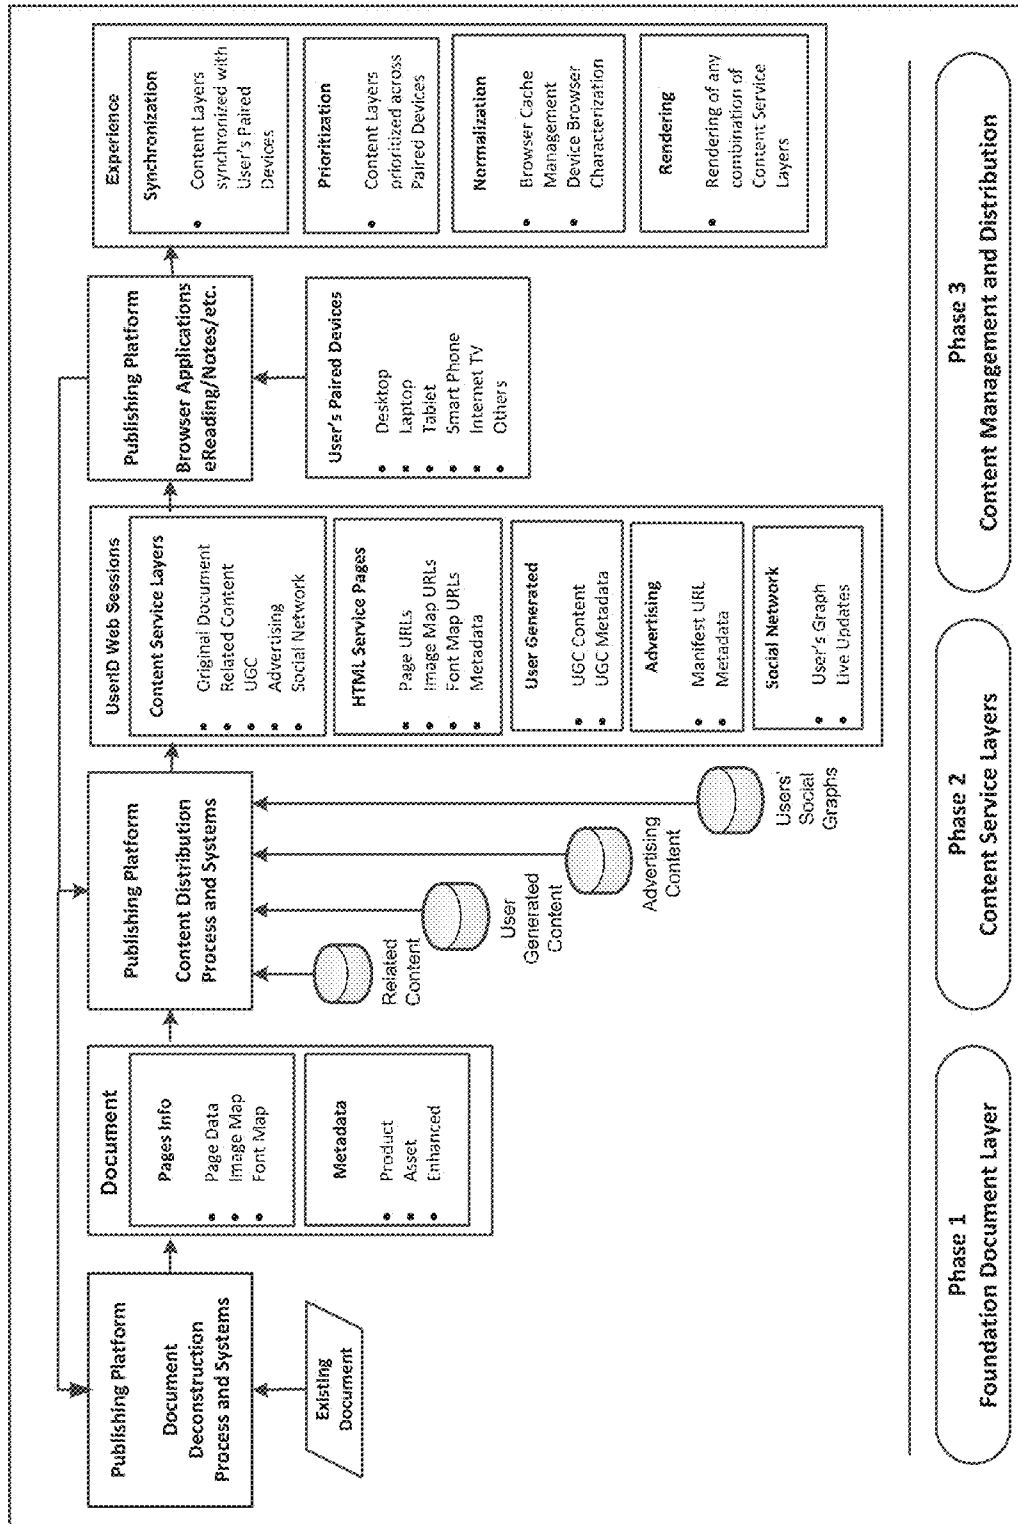 Publishing Platform
Document
Deconstruction
Process and Systems
Existing
Document
Document
Pages Info
• Page Data
• Image Map
• Font Map
Metadata
• Product
• Asset
• Enhanced
Publishing Platform
Content Distribution
Process and Systems
Related
Content
User
Generated
Content
Advertising
Content
Users'
Social
Graphs
UserID Web Sessions
Content Service Layers
• Original Document
• Related Content
• UGC
• Advertising
• Social Network
HTML Service Pages
• Page URLs
• Image Map URLs
• Font Map URLs
• Metadata
User Generated
• UGC Content
• UGC Metadata
Advertising
• Manifest URL
• Metadata
Social Network
• User's Graph
• Live Updates
Publishing Platform
Browser Applications
eReading/Notes/etc.
User's Paired Devices
• Desktop
• Laptop
• Tablet
• Smart Phone
• Internet TV
• Others
Experience
Synchronization
• Content Layers
synchronized with
User's Paired
Devices
Prioritization
• Content Layers
prioritized across
Paired Devices
Normalization
• Browser Cache
Management
• Device Browser
Characterization
Rendering
• Rendering of any
combination of
Content Service
Layers
Phase 1
Foundation Document Layer
Phase 2
Content Service Layers
Phase 3
Content Management and Distribution